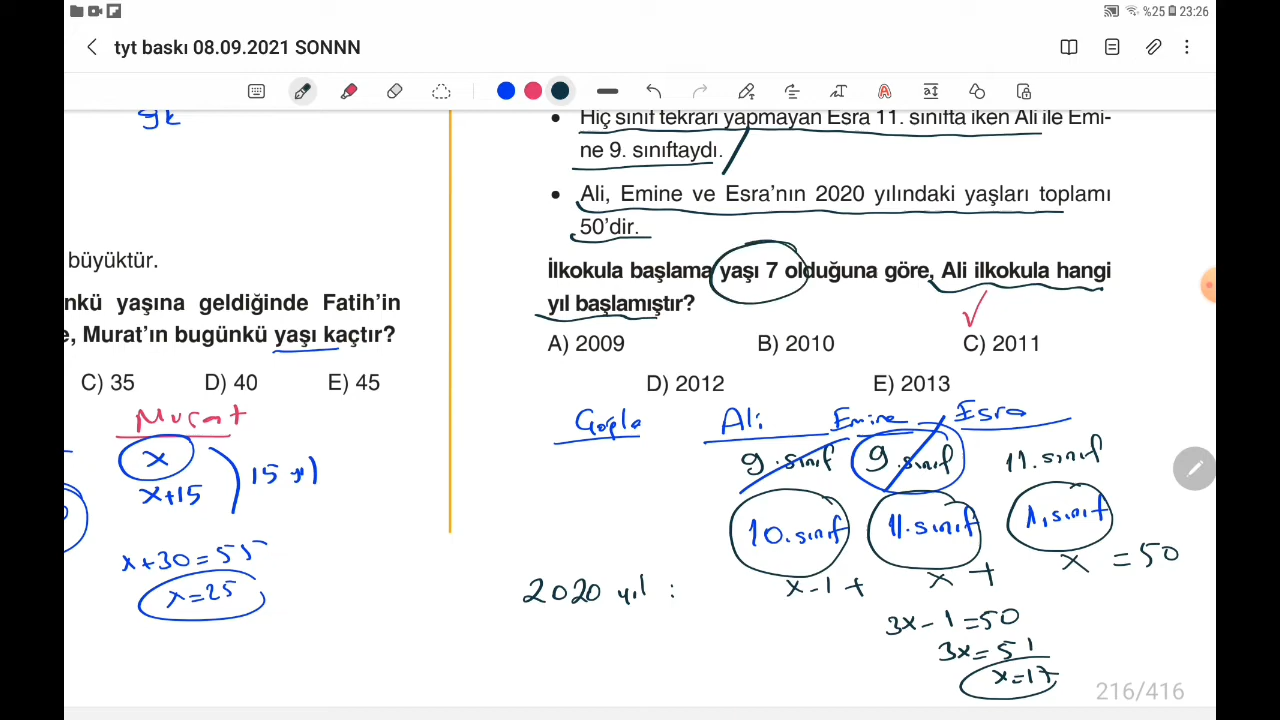 %25 23:26
tyt baskı 08.09.2021 SONNN
gk
büyüktür.
ünkü yaşına geldiğinde Fatih'in
e, Murat'ın bugünkü yaşı kaçtır?
C) 35 D) 40 E) 45
Murat
x
x+15
15 yıl
x+30=55
x=25
• Hiç sınıf tekrarı yapmayan Esra 11. sınıfta iken Ali ile Emi-
ne 9. sınıftaydı.
• Ali, Emine ve Esra'nın 2020 yılındaki yaşları toplamı
50'dir.
İlkokula başlama yaşı 7 olduğuna göre, Ali ilkokula hangi
yıl başlamıştır?
A) 2009 B) 2010 C) 2011
D) 2012 E) 2013
Ali Emine Esra
9. sınıf 9. sınıf 11. sınıf
10. sınıf 11. sınıf 11. sınıf
2020 yıl : x-1 + x + x = 50
3x-1=50
3x=51
x=17
216/416